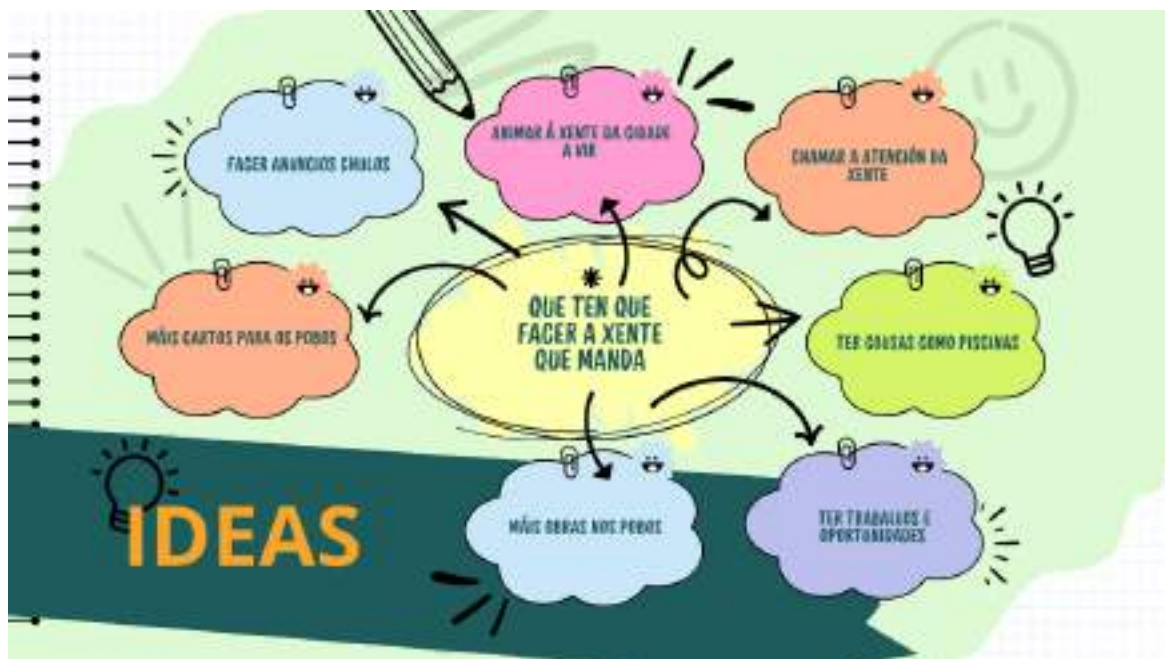 FACER ANUNCIOS CHULOS
ANIMAR Á XENTE DA CIDADE
A VIR
CHAMAR A ATENCIÓN DA
XENTE
MÁIS CARTOS PARA OS POBOS
QUE TEN QUE
FACER A XENTE
QUE MANDA
TER COUSAS COMO PISCINAS
MÁIS OBRAS NOS POBOS
TER TRABALLOS E
OPORTUNIDADES
IDEAS